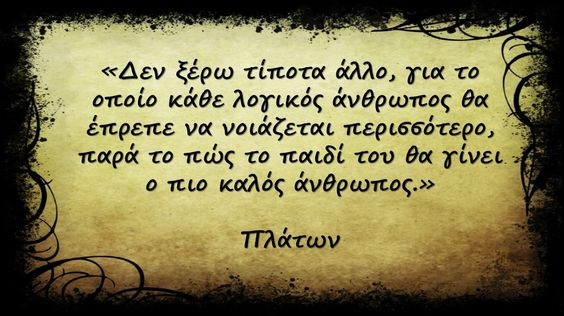 «Δεν ξέρω τίποτα άλλο, για το
οποίο κάθε λογικός άνθρωπος θα
έπρεπε να νοιάζεται περισσότερο,
παρά το πώς το παιδί του θα γίνει
ο πιο καλός άνθρωπος.»
Πλάτων